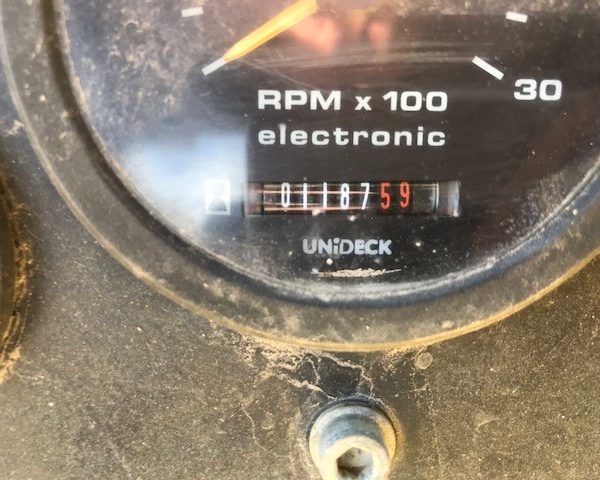 30
RPM x 100
electronic
0118759
UNiDECK